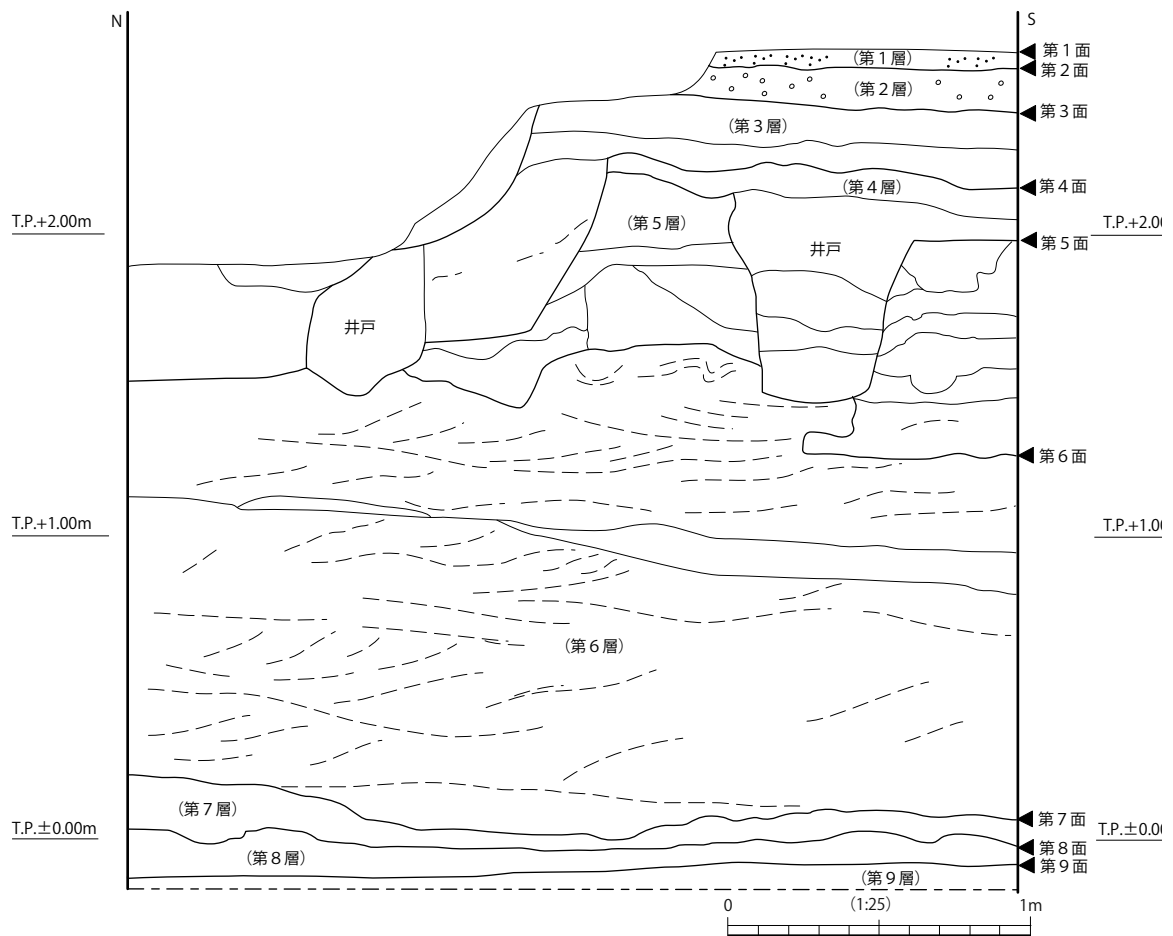 N
S
第1面
(第1層)
第2面
(第2層)
第3面
(第3層)
第4面
(第4層)
T.P.+2.00m
(第5層)
T.P.+2.00
第5面
井戸
井戸
第6面
T.P.+1.00m
T.P.+1.00
(第6層)
(第7層)
第7面
T.P.±0.00m
T.P.±0.00
第8面
(第8層)
第9面
(第9層)
0
(1:25)
1m